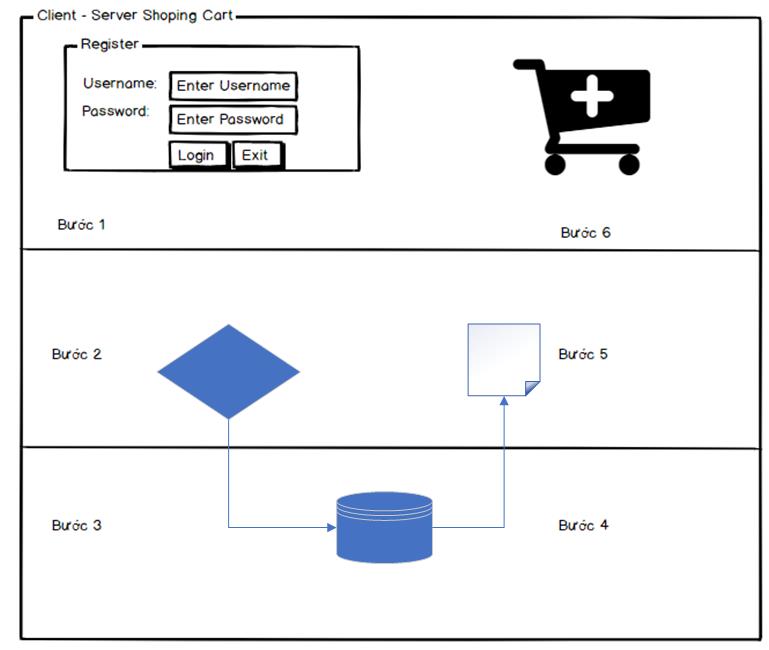 Client - Server Shoping Cart
Register
Username: Enter Username
Password: Enter Password
Login Exit
Bước 1
Bước 6
Bước 2
Bước 5
Bước 3
Bước 4